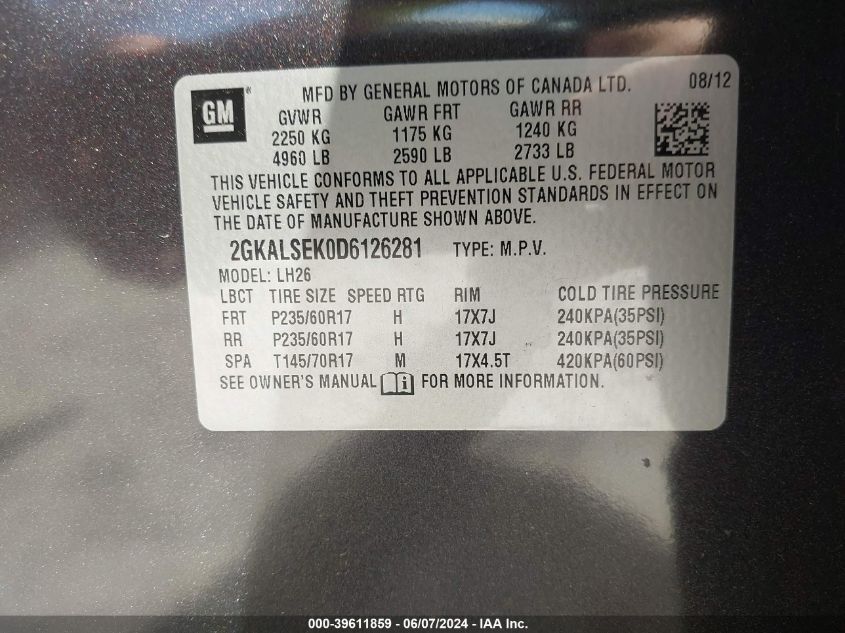 GM MFD BY GENERAL MOTORS OF CANADA LTD. 08/12
GVWR GAWR FRT GAWR RR
2250 KG 1175 KG 1240 KG
4960 LB 2590 LB 2733 LB
THIS VEHICLE CONFORMS TO ALL APPLICABLE U.S. FEDERAL MOTOR
VEHICLE SAFETY AND THEFT PREVENTION STANDARDS IN EFFECT ON
THE DATE OF MANUFACTURE SHOWN ABOVE.
2GKALSEK0D6126281 TYPE: M.P.V.
MODEL: LH26
LBCT TIRE SIZE SPEED RTG RIM COLD TIRE PRESSURE
FRT P235/60R17 H 17X7J 240KPA(35PSI)
RR P235/60R17 H 17X7J 240KPA(35PSI)
SPA T145/70R17 M 17X4.5T 420KPA(60PSI)
SEE OWNER'S MANUAL FOR MORE INFORMATION.
000-39611859 - 06/07/2024 - IAA Inc.